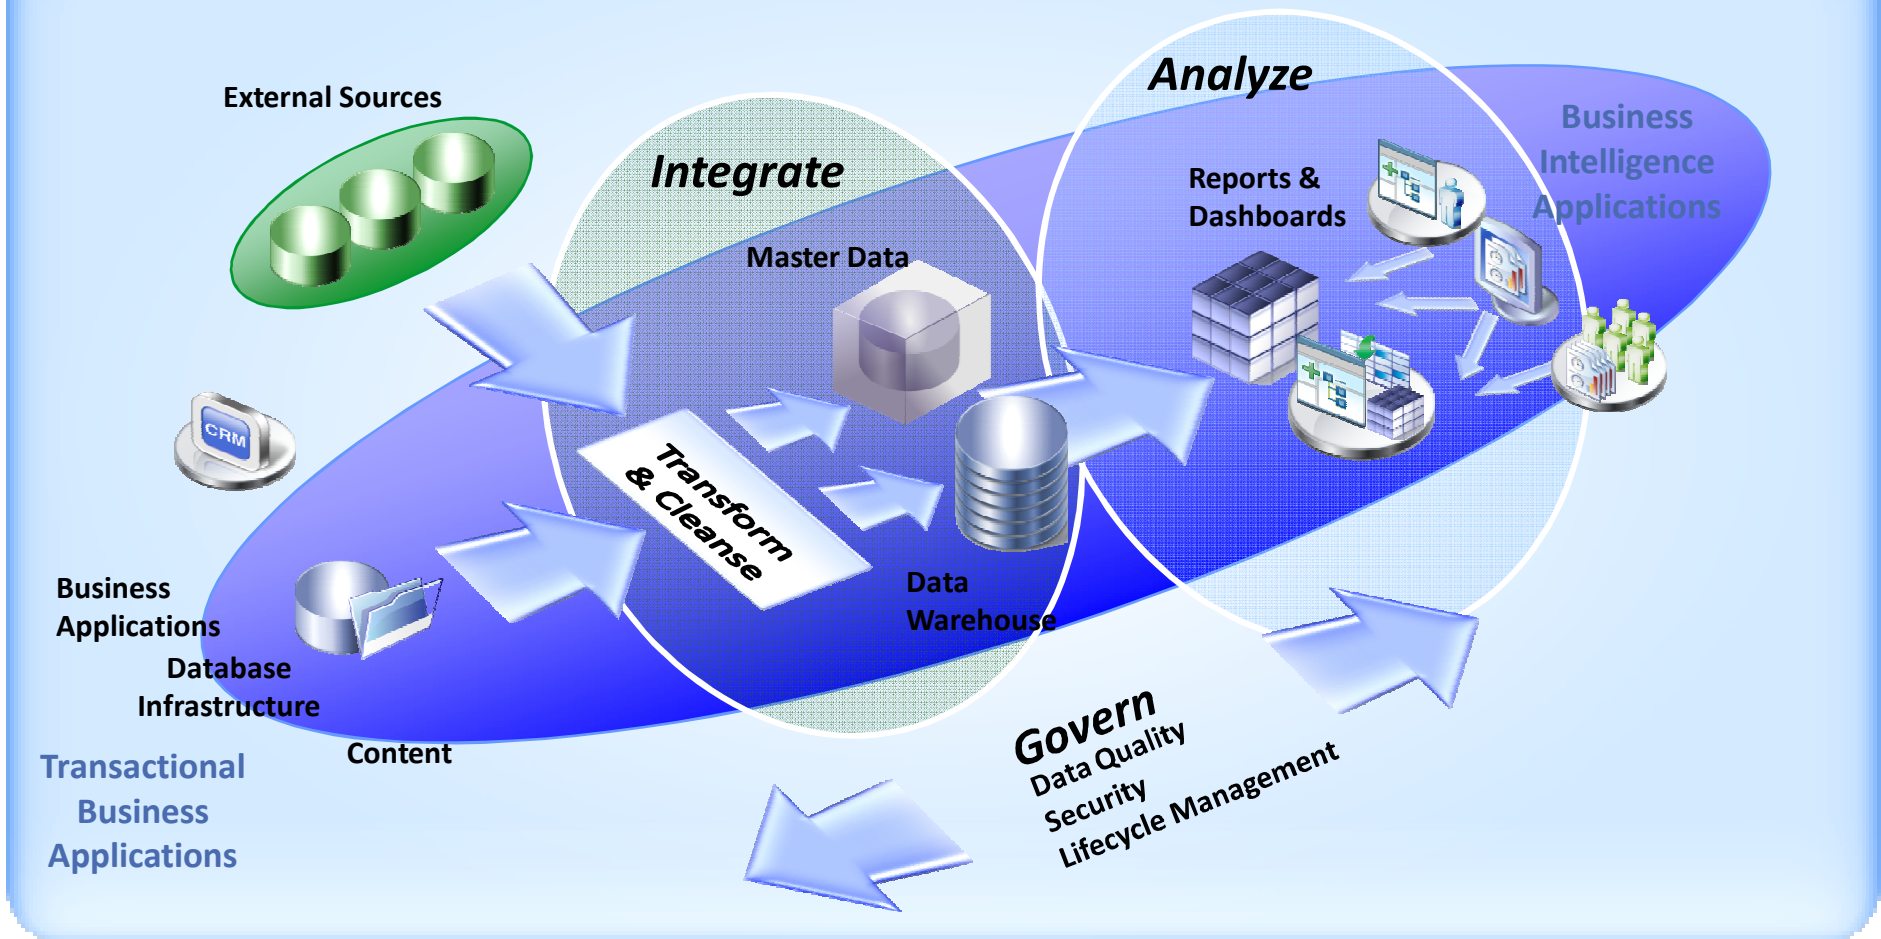 Analyze
External Sources
Business
Intelligence
Applications
Integrate
Reports &
Dashboards
Master Data
CRM
Transform
& Cleanse
Data
Warehouse
Business
Applications
Database
Infrastructure
Content
Transactional
Business
Applications
Govern
Data Quality
Security
Lifecycle Management